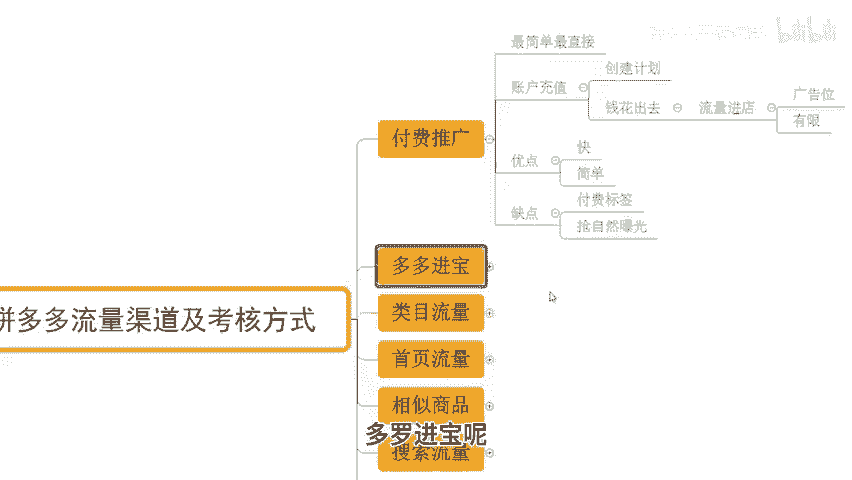 bilibili
最简单最直接
创建计划
账户充值
广告位
钱花出去
流量进店
有限
付费推广
快
优点
简单
付费标签
缺点
抢自然曝光
多多进宝
类目流量
拼多多流量渠道及考核方式
首页流量
相似商品
多罗进宝呢
搜索流量